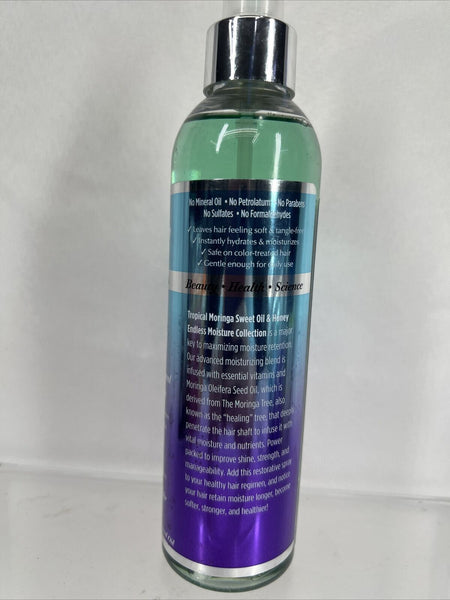 No Mineral Oil • No Petrolatum • No Parabens
No Sulfates • No Formaldehydes
✓Leaves hair feeling soft & tangle-free
✓Instantly hydrates & moisturizes
✓Safe on color-treated hair
✓Gentle enough for daily use
Beauty • Health • Science
Tropical Moringa Sweet Oil & Honey
Endless Moisture Collection is a major
key to maximizing moisture retention.
Our advanced moisturizing blend is
infused with essential vitamins and
Moringa Oleifera Seed Oil, which is
derived from The Moringa Tree, also
known as the “healing” tree, that deeply
penetrate the hair shaft to infuse it with
vital moisture and nutrients. Power
packed to improve shine, strength, and
manageability. Add this restorative spray
to your healthy hair regimen, and notice
your hair retain moisture longer, become
softer, stronger, and healthier!